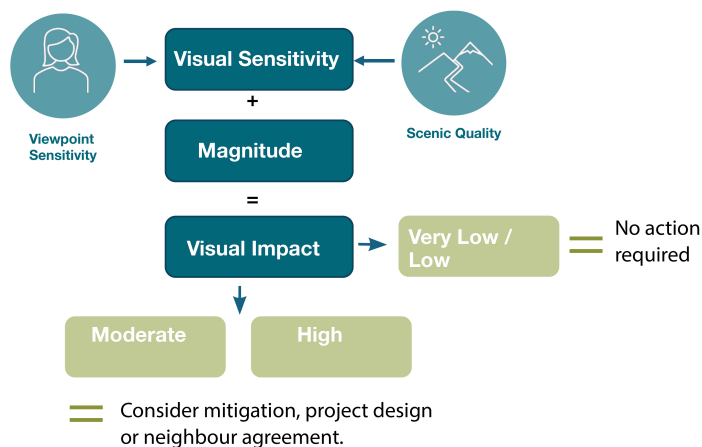 Visual Sensitivity
Viewpoint
Sensitivity
Scenic Quality
+
Magnitude
=
Visual Impact
Very Low /
Low
No action
required
Moderate
High
Consider mitigation, project design
or neighbour agreement.